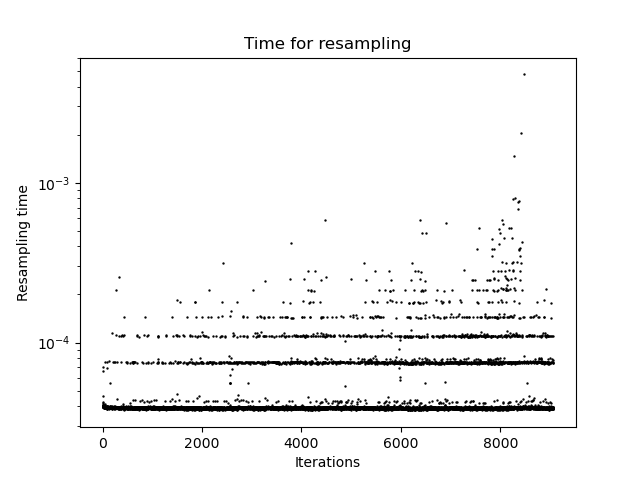 Time for resampling
Resampling time
10⁻³
10⁻⁴
0 2000 4000 6000 8000
Iterations